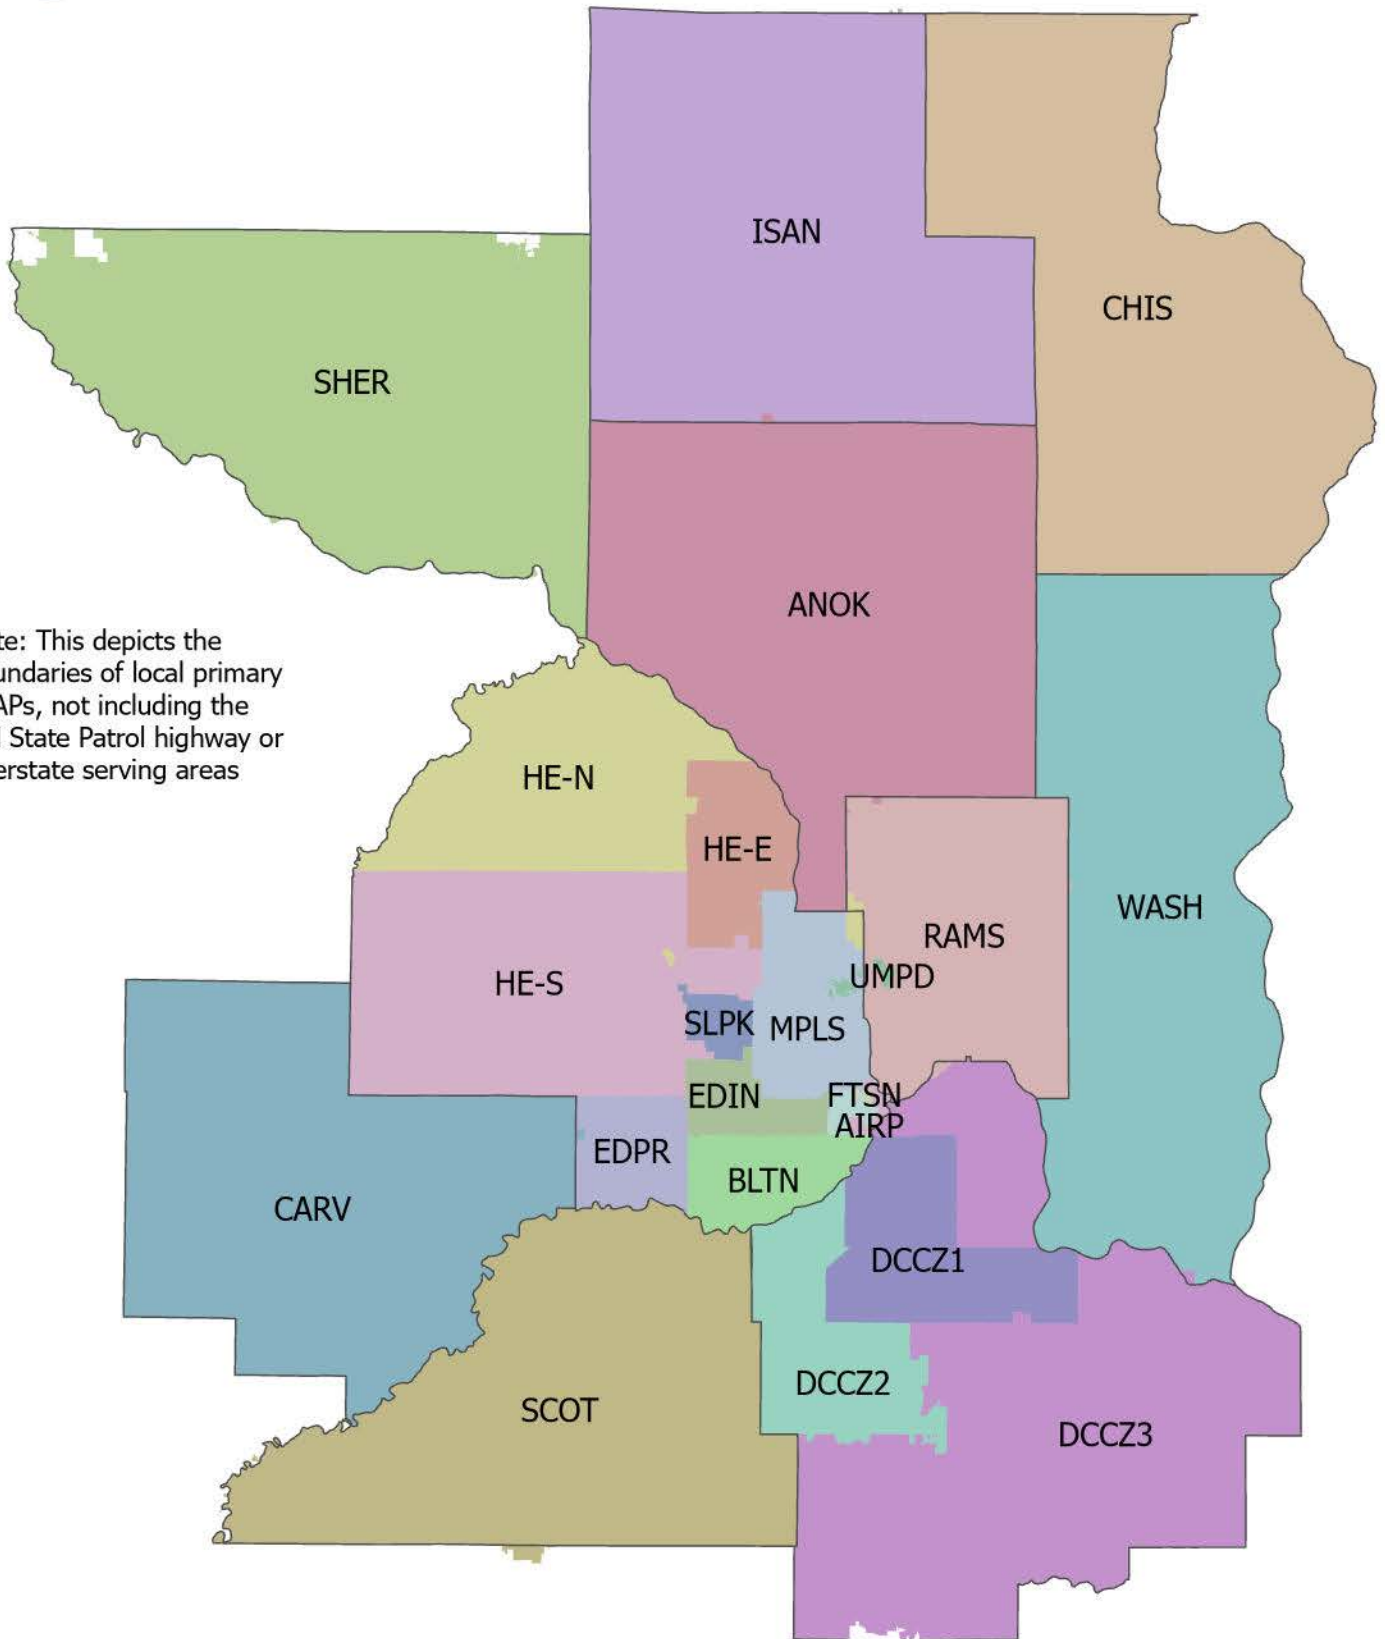 ISAN
CHIS
SHER
ANOK
te: This depicts the
undaries of local primary
APs, not including the
State Patrol highway or
erstate serving areas
HE-N
HE-E
WASH
RAMS
UMPD
HE-S
SLPK
MPLS
EDIN
FTSN
AIRP
EDPR
BLTN
CARV
DCCZ1
DCCZ2
SCOT
DCCZ3